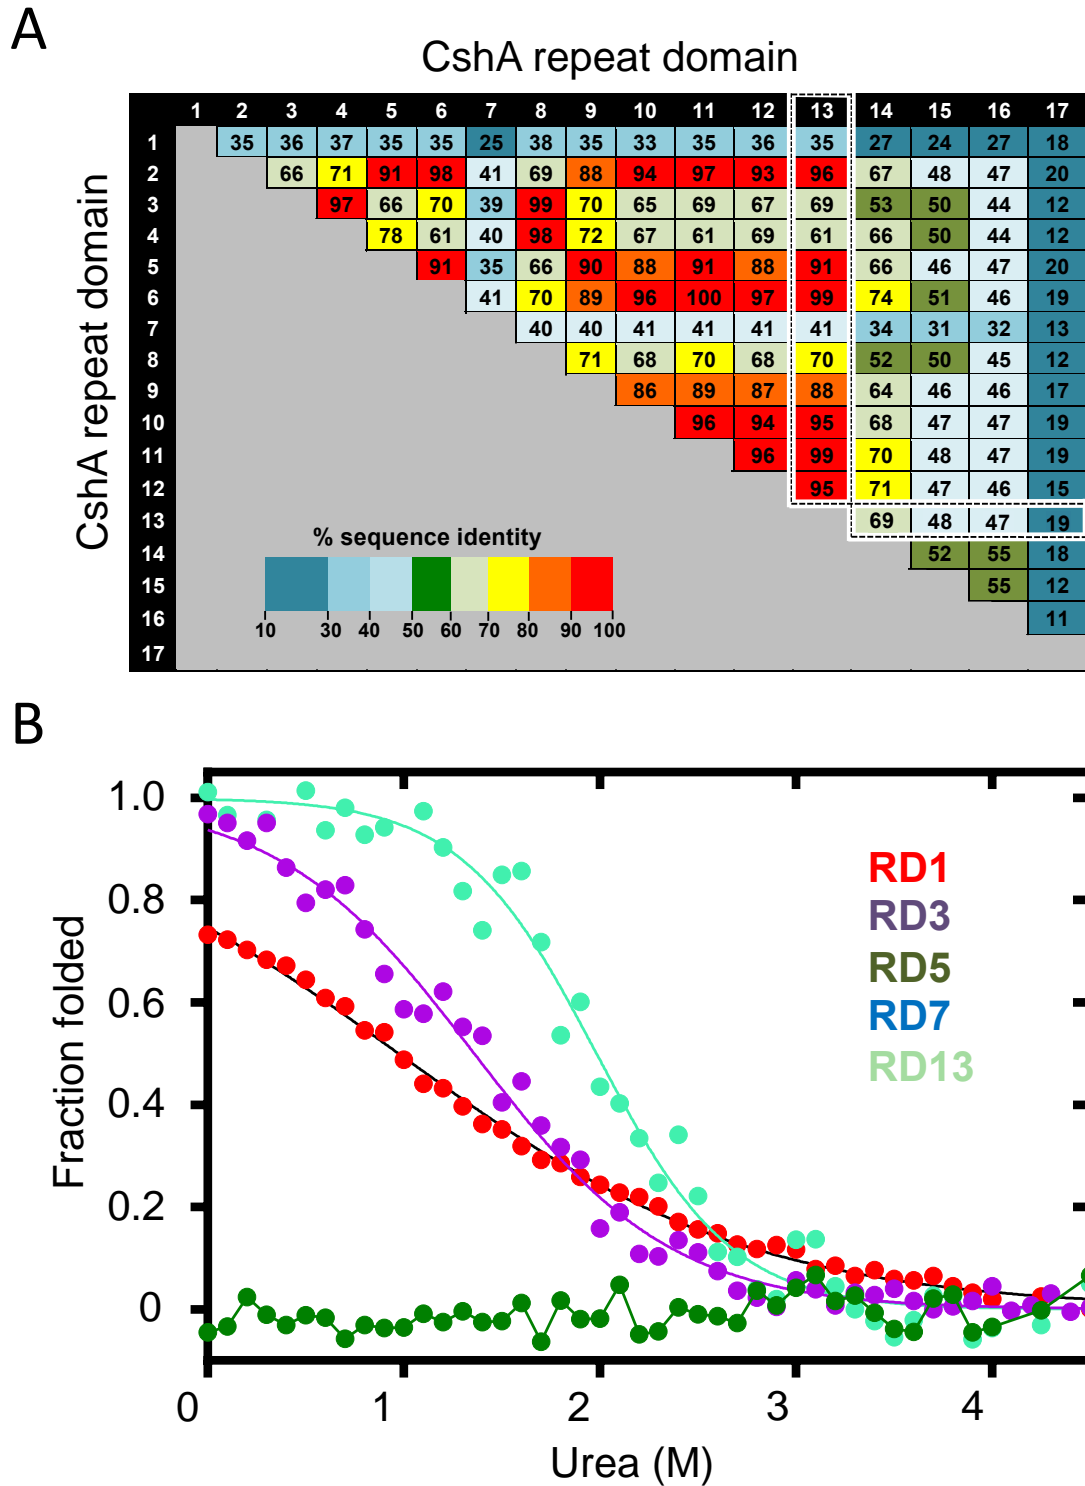 A
CshA repeat domain
1 2 3 4 5 6 7 8 9 10 11 12 13 14 15 16 17
1 35 36 37 35 35 25 38 35 33 35 36 35 27 24 27 18
2 66 71 91 98 41 69 88 94 97 93 96 67 48 47 20
3 97 66 70 39 99 70 65 69 67 69 53 50 44 12
4 78 61 40 98 72 67 61 69 61 66 50 44 12
5 91 35 66 90 88 91 88 91 66 46 47 20
6 41 70 89 96 100 97 99 74 51 46 19
7 40 40 41 41 41 41 34 31 32 13
8 71 68 70 68 70 52 50 45 12
9 86 89 87 88 64 46 46 17
10 96 94 95 68 47 47 19
11 96 99 70 48 47 19
12 95 71 47 46 15
13 69 48 47 19
14 52 55 18
15 55 12
16 11
17
CshA repeat domain
% sequence identity
10 30 40 50 60 70 80 90 100
B
1.0
0.8
0.6
0.4
0.2
0
Fraction folded
RD1
RD3
RD5
RD7
RD13
0 1 2 3 4
Urea (M)